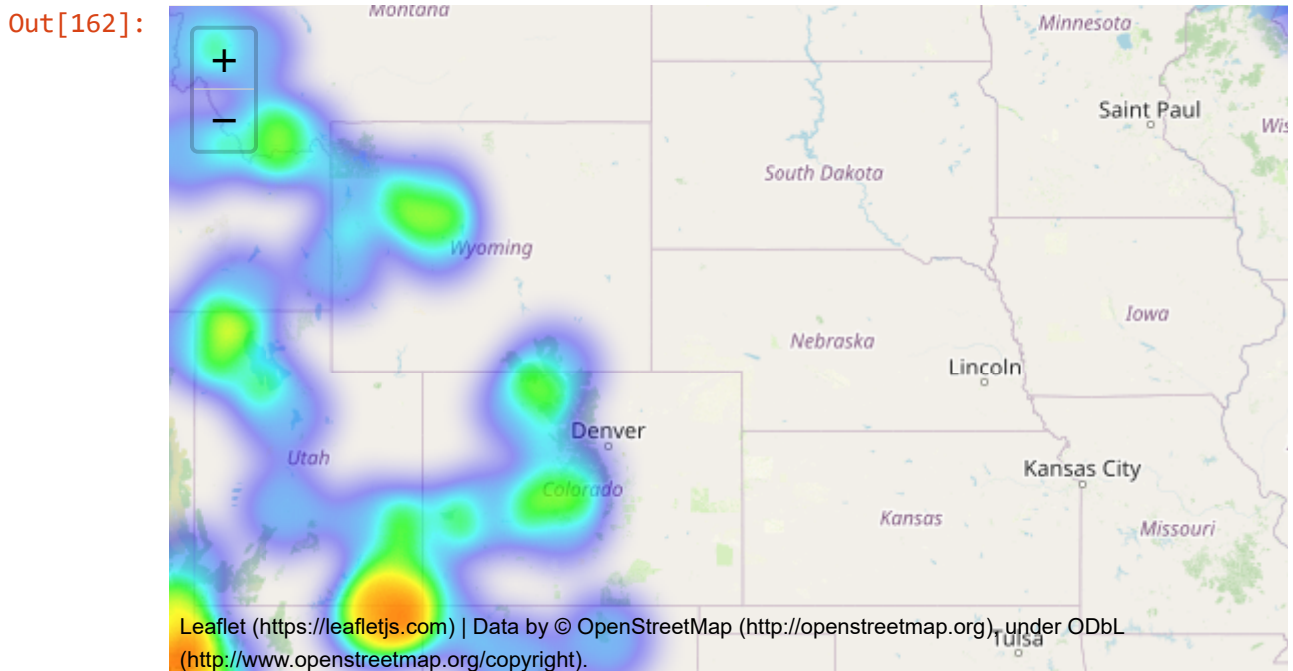 Out[162]:
Montana
Minnesota
+
Saint Paul
−
Wis
South Dakota
Wyoming
Iowa
Nebraska
Lincoln
Denver
Utah
Kansas City
Colorado
Kansas
Missouri
Leaflet (https://leafletjs.com) | Data by © OpenStreetMap (http://openstreetmap.org), under ODbL
Tulsa
(http://www.openstreetmap.org/copyright).